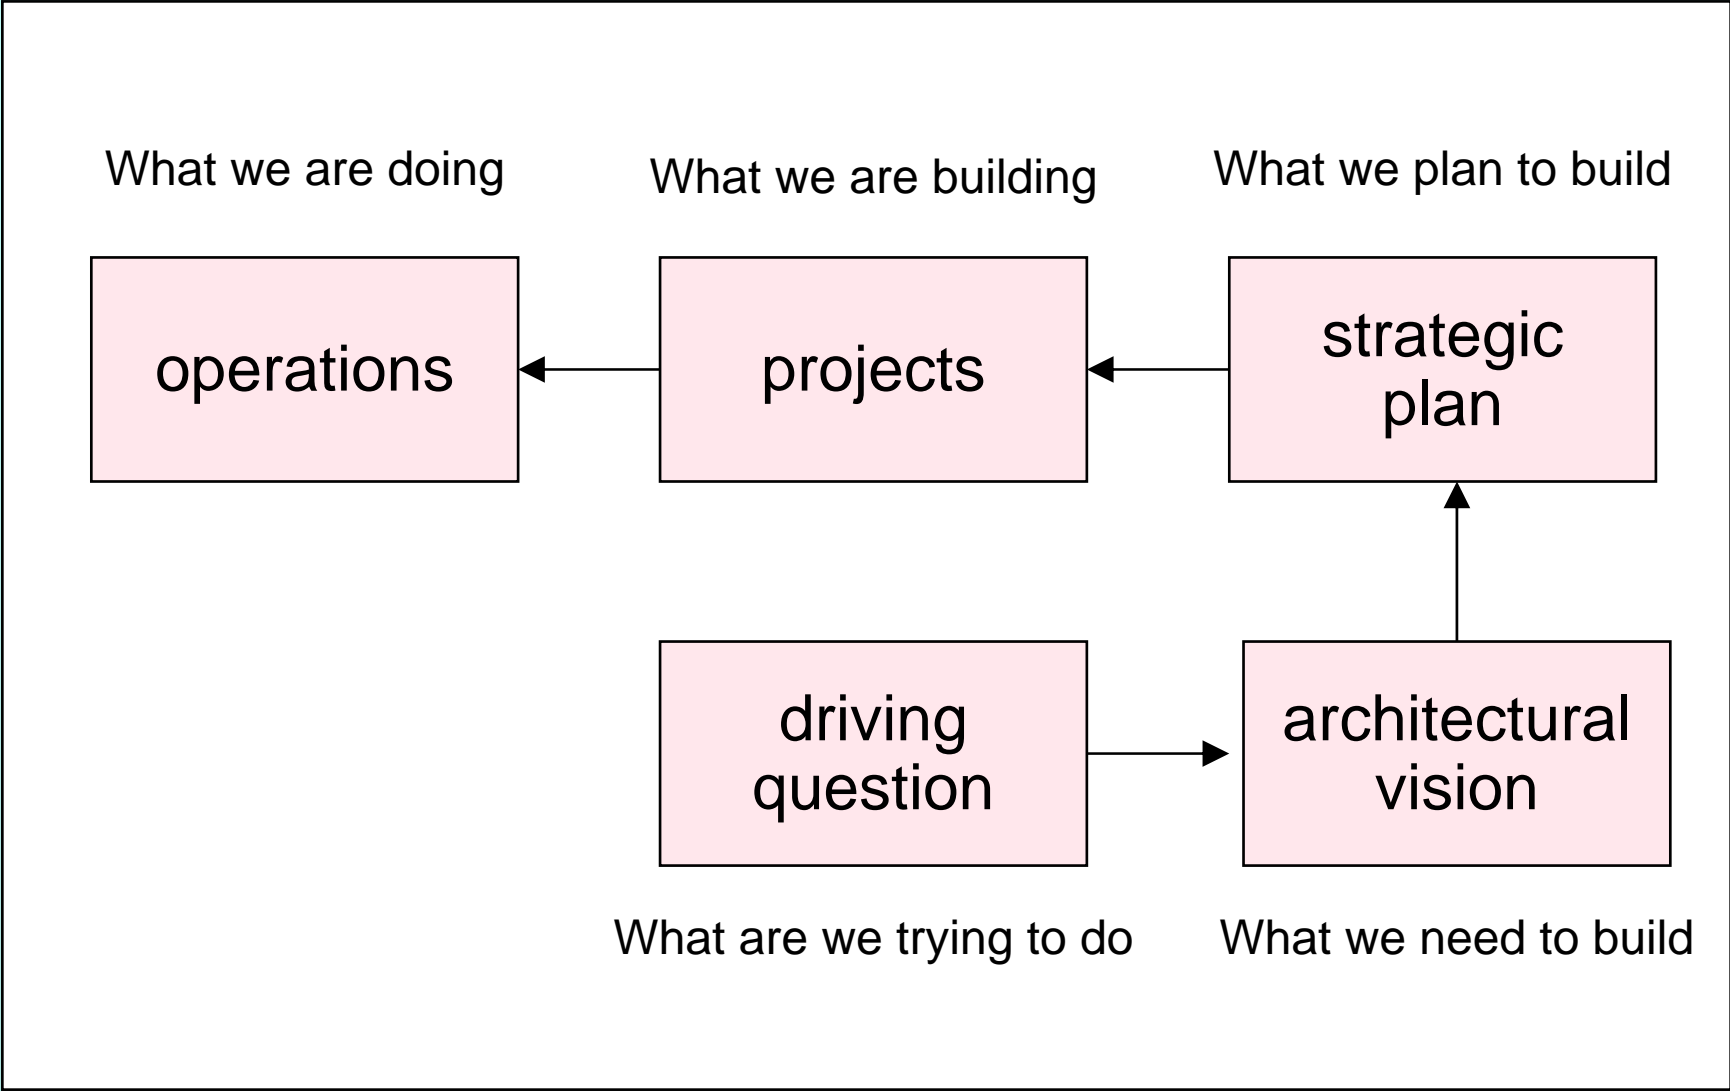 What we are doing
What we are building
What we plan to build
operations
projects
strategic
plan
driving
question
architectural
vision
What are we trying to do
What we need to build